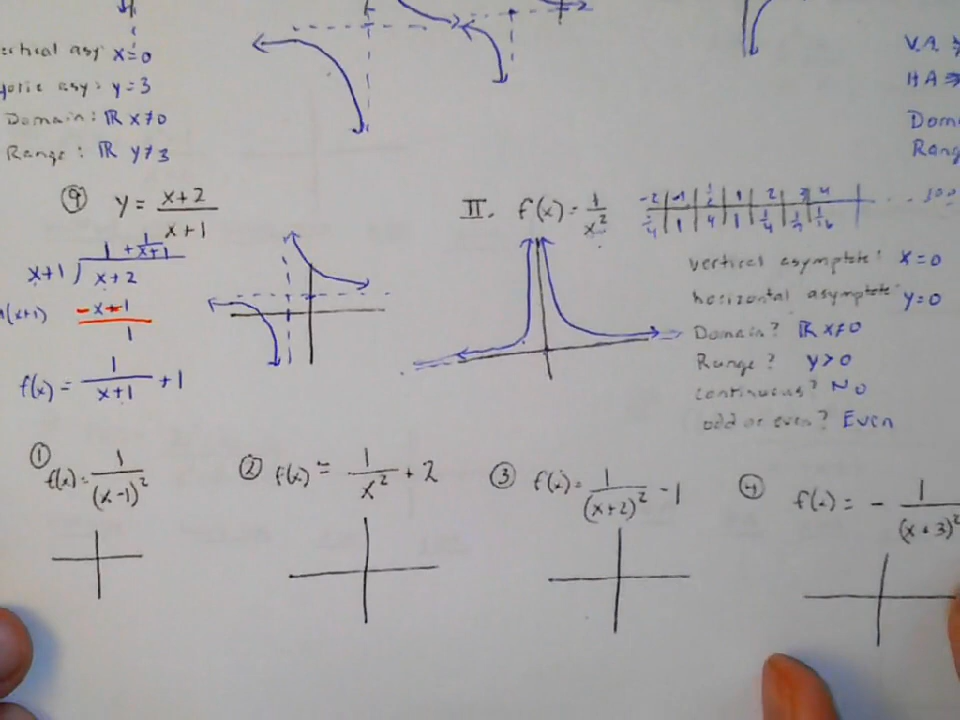 vertical asy: x=0
asy: y=3
Domain: ℝ x≠0
Range: ℝ y≠3
V.A. ⇒
HA ⇒
Dom
Rang
⑨ y = x+2 / x+1
1 + 1/x+1
x+1 ) x+2
(x+1) -x+1
1
f(x) = 1/x+1 + 1
II. f(x) = 1/x²
-2 -1 1/2 1 2 3 4 ... 100
1/4 1 4 1 1/4 1/9 1/16
vertical asymptote: x=0
horizontal asymptote: y=0
Domain? ℝ x≠0
Range? y>0
continuous? No
odd or even? Even
① f(x) = 1/(x-1)²
② f(x) = 1/x² + 2
③ f(x) = 1/(x+2)² - 1
④ f(x) = - 1/(x+3)²